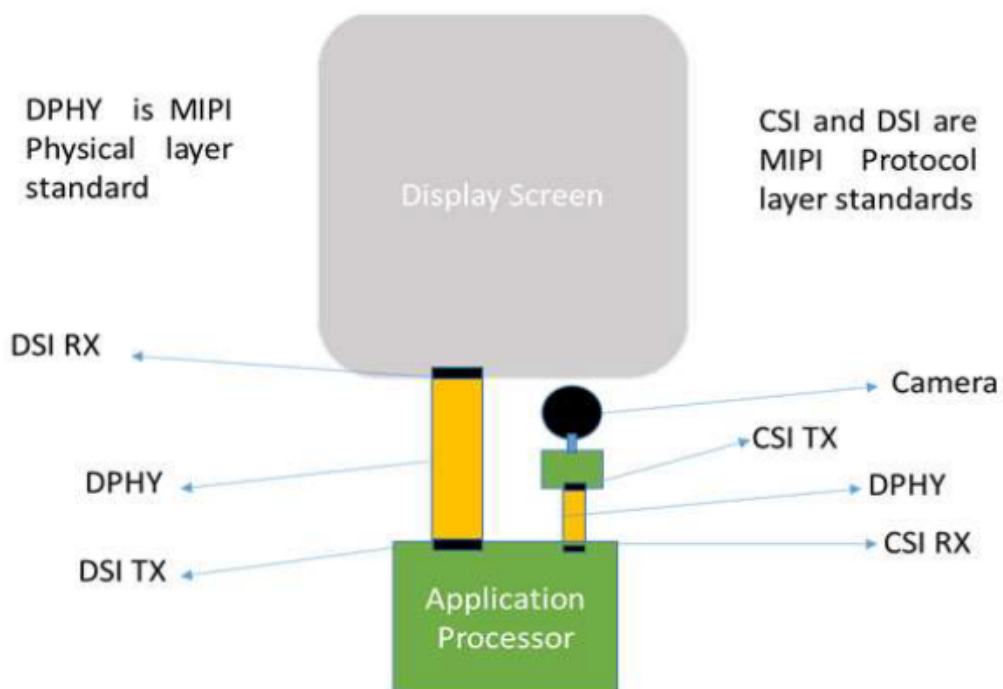 DPHY is MIPI
Physical layer
standard
CSI and DSI are
MIPI Protocol
layer standards
Display Screen
DSI RX
Camera
CSI TX
DPHY
DPHY
CSI RX
DSI TX
Application
Processor